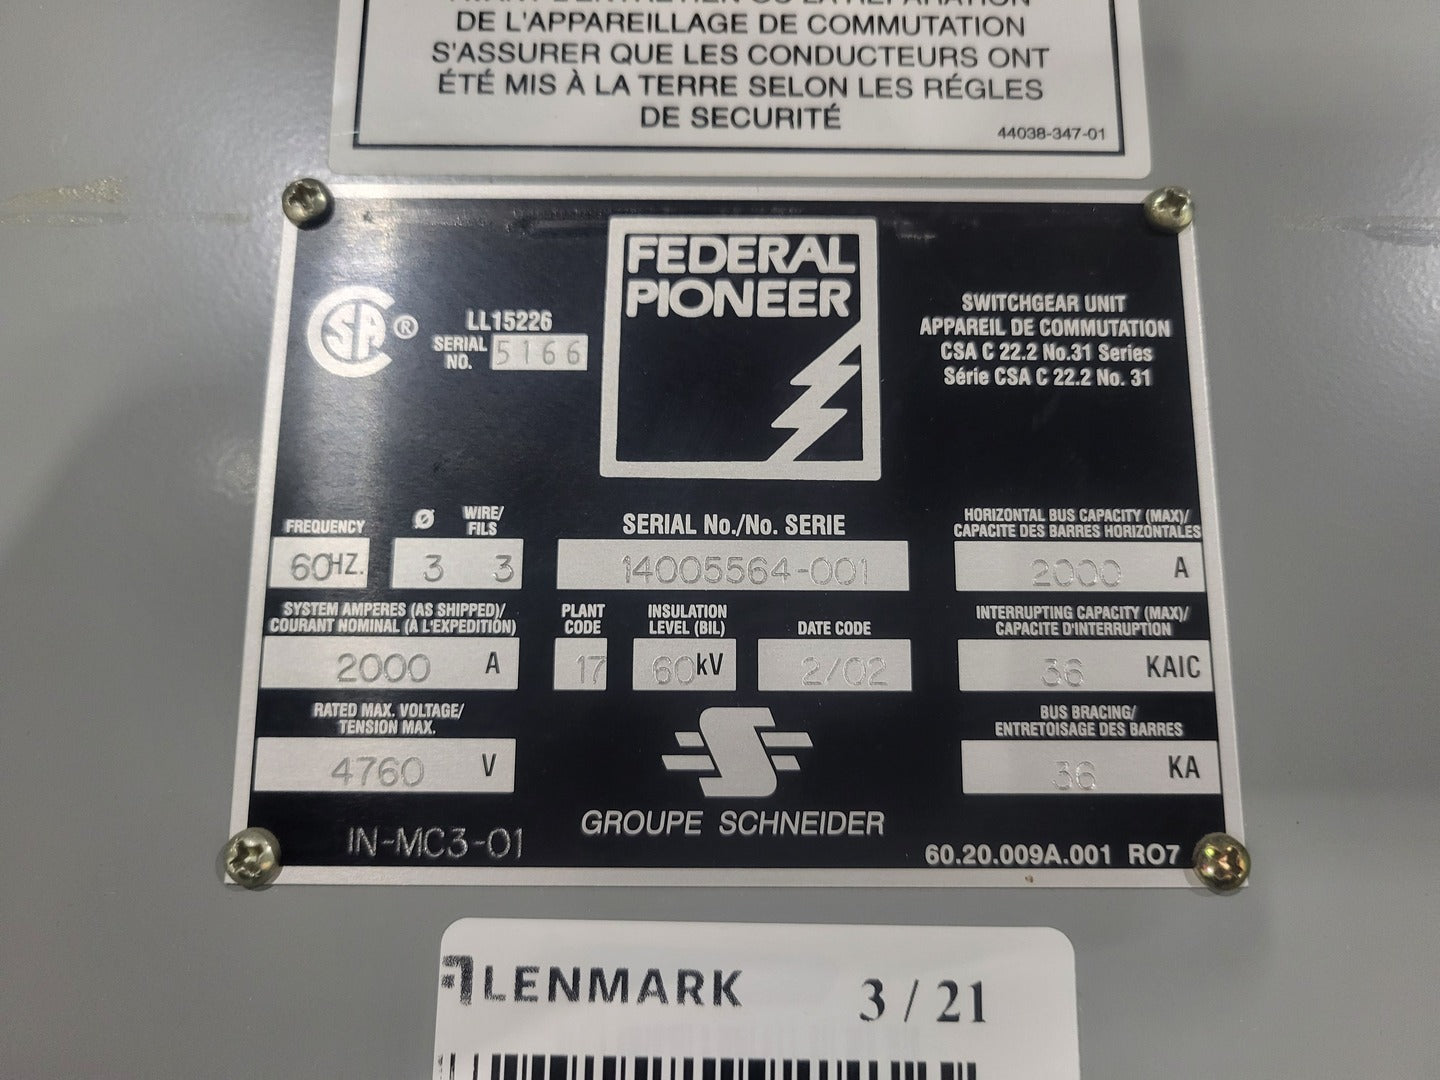 DE L'APPAREILLAGE DE COMMUTATION
S'ASSURER QUE LES CONDUCTEURS ONT
ÉTÉ MIS À LA TERRE SELON LES RÉGLES
DE SECURITÉ
44038-347-01
FEDERAL
PIONEER
CSA ®
LL15226
SERIAL NO. 5166
SWITCHGEAR UNIT
APPAREIL DE COMMUTATION
CSA C 22.2 No.31 Series
Série CSA C 22.2 No. 31
FREQUENCY
60HZ.
Ø WIRE/
FILS
3 3
SERIAL No./No. SERIE
14005564-001
HORIZONTAL BUS CAPACITY (MAX)/
CAPACITE DES BARRES HORIZONTALES
2000 A
SYSTEM AMPERES (AS SHIPPED)/
COURANT NOMINAL (À L'EXPEDITION)
2000 A
PLANT
CODE
17
INSULATION
LEVEL (BIL)
60kV
DATE CODE
2/02
INTERRUPTING CAPACITY (MAX)/
CAPACITE D'INTERRUPTION
36 KAIC
RATED MAX. VOLTAGE/
TENSION MAX.
4760 V
BUS BRACING/
ENTRETOISAGE DES BARRES
36 KA
GROUPE SCHNEIDER
IN-MC3-01
60.20.009A.001 RO7
LENMARK 3 / 21